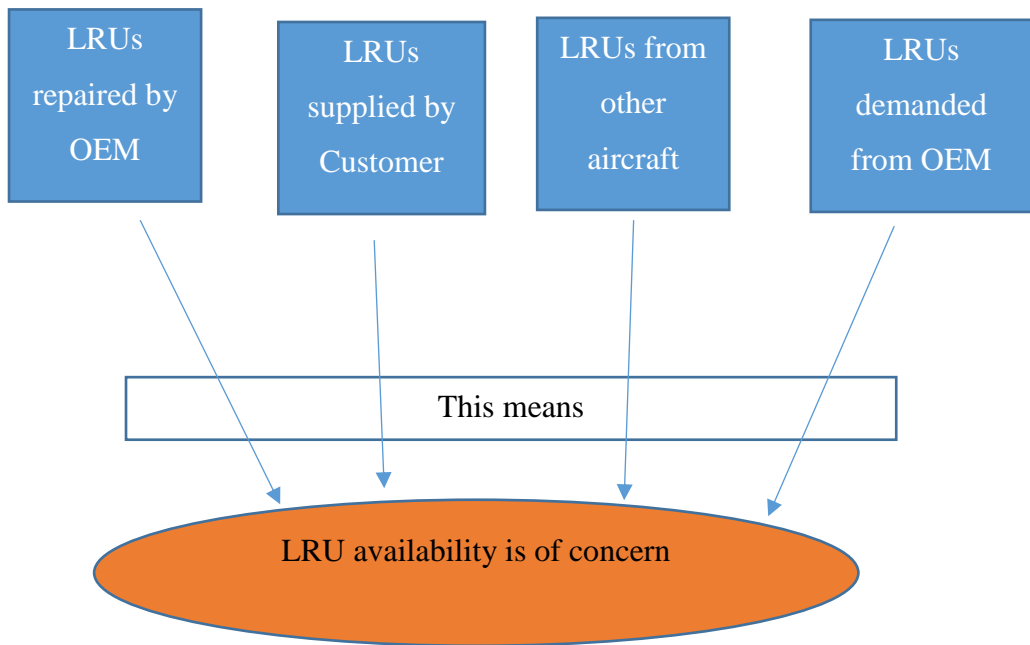 LRUs
repaired by
OEM
LRUs
supplied by
Customer
LRUs from
other
aircraft
LRUs
demanded
from OEM
This means
LRU availability is of concern